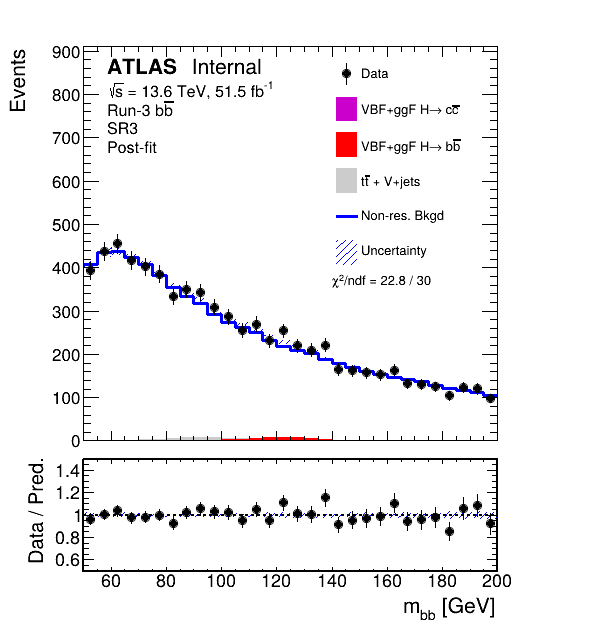 Events
900
800
700
600
500
400
300
200
100
0
ATLAS Internal
√s = 13.6 TeV, 51.5 fb⁻¹
Run-3 bb̅
SR3
Post-fit
Data
VBF+ggF H→ cc̅
VBF+ggF H→ bb̅
tt̅ + V+jets
Non-res. Bkgd
Uncertainty
χ²/ndf = 22.8 / 30
Data / Pred.
1.4
1.2
1
0.8
0.6
60 80 100 120 140 160 180 200
m_bb [GeV]